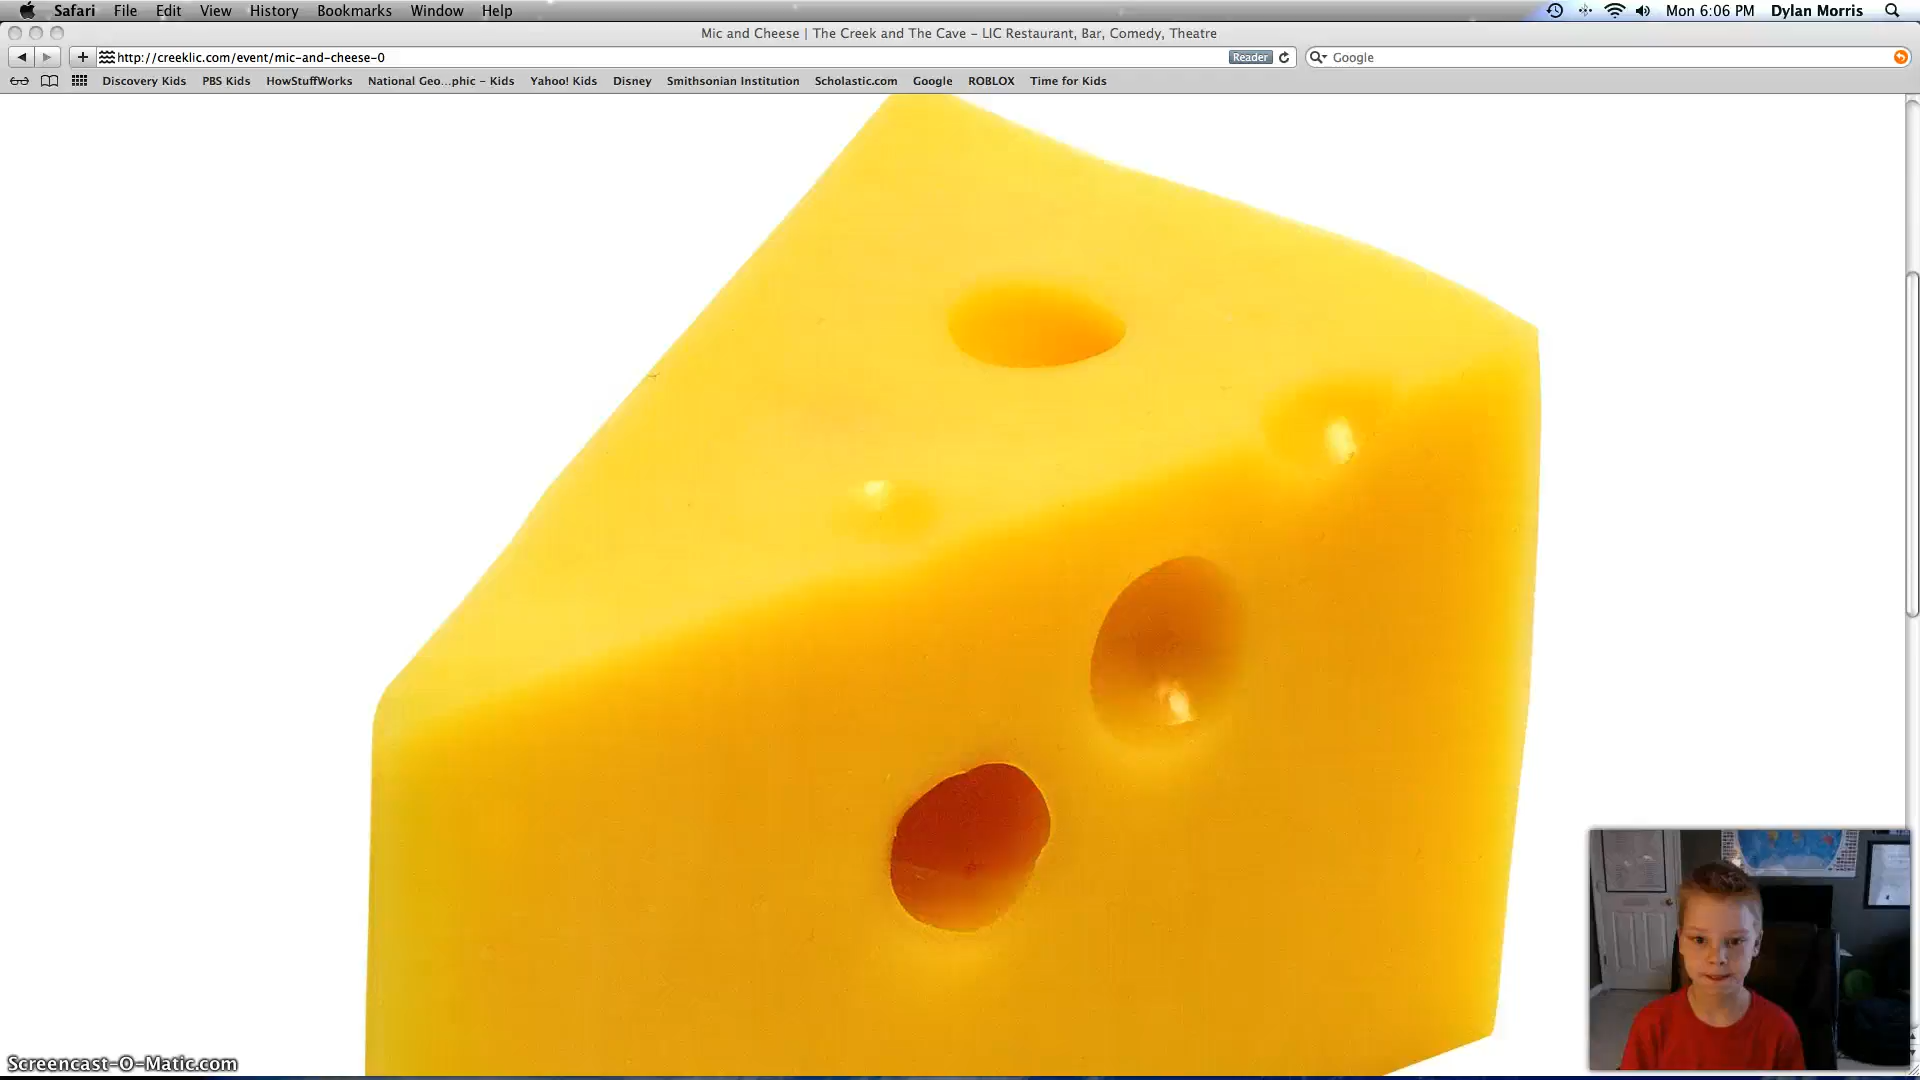 Safari File Edit View History Bookmarks Window Help Mon 6:06 PM Dylan Morris
Mic and Cheese | The Creek and The Cave – LIC Restaurant, Bar, Comedy, Theatre
http://creeklic.com/event/mic-and-cheese-0 Reader Google
Discovery Kids PBS Kids HowStuffWorks National Geo...phic – Kids Yahoo! Kids Disney Smithsonian Institution Scholastic.com Google ROBLOX Time for Kids
Screencast-O-Matic.com